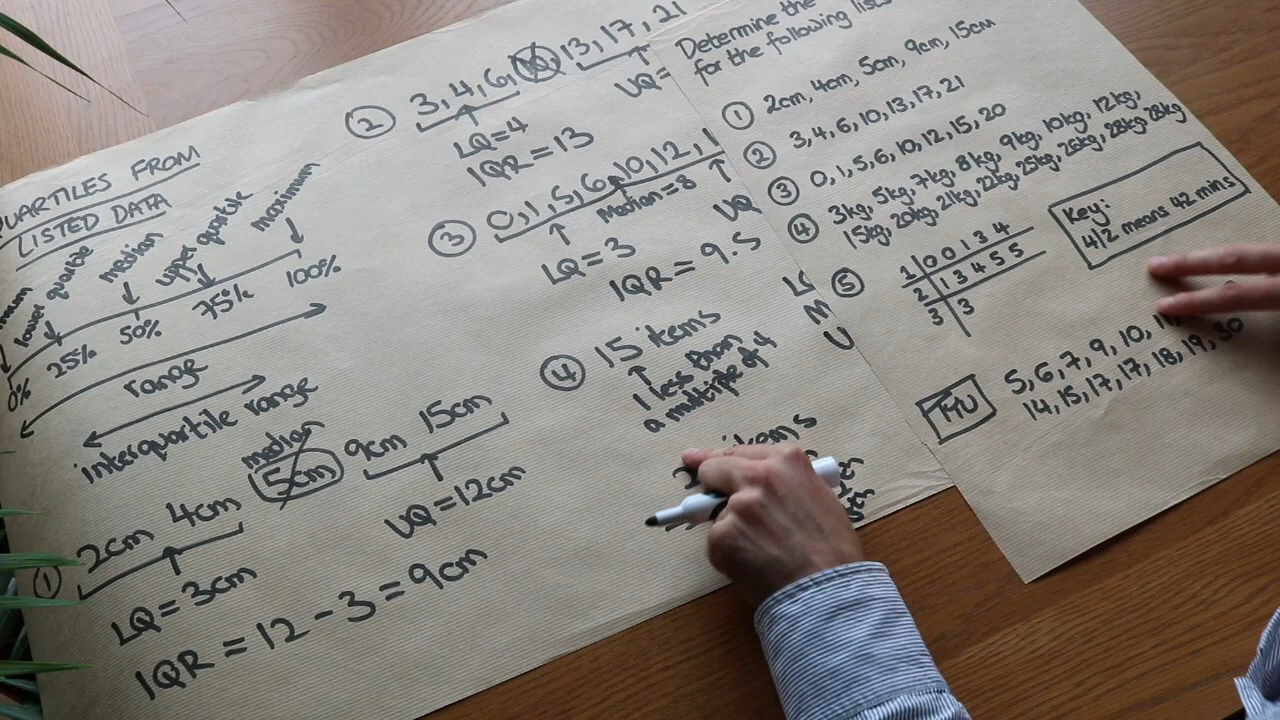 QUARTILES FROM
LISTED DATA
lower quartile
median
upper quartile
maximum
0%
25%
50%
75%
100%
range
interquartile range
① 2cm 4cm 5cm 9cm 15cm
median
LQ = 3cm
UQ = 12cm
IQR = 12 - 3 = 9cm
② 3, 4, 6, 10, 13, 17, 21
LQ = 4
UQ =
IQR = 13
③ 0, 1, 5, 6, 10, 12, 1
Median = 8
LQ = 3
UQ
IQR = 9.5
④ 15 items
1 less than
a multiple of 4
items
L
M
U
Determine the
for the following lists
① 2cm, 4cm, 5cm, 9cm, 15cm
② 3, 4, 6, 10, 13, 17, 21
③ 0, 1, 5, 6, 10, 12, 15, 20
④ 3kg, 5kg, 7kg, 8kg, 9kg, 10kg, 12kg,
15kg, 20kg, 21kg, 22kg, 25kg, 26kg, 28kg, 28kg
⑤ 1|0 0 1 3 4
2|1 3 4 5 5
3|3
Key:
4/2 means 42 mins
T4U
5, 6, 7, 9, 10,
14, 15, 17, 17, 18, 19, 30